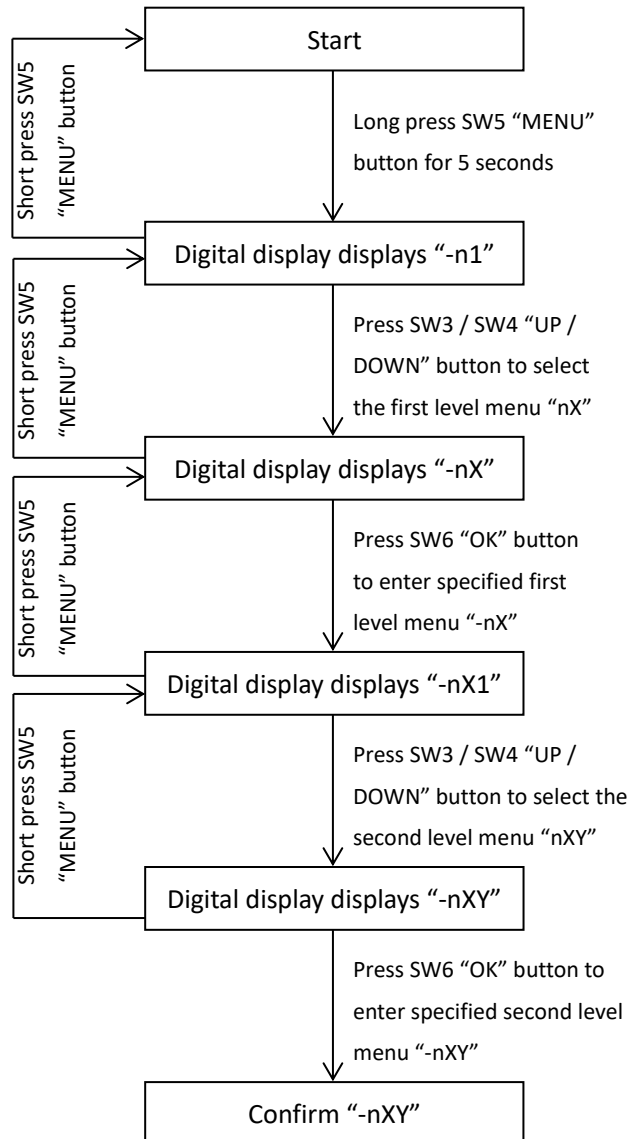 Start
Short press SW5
“MENU” button
Long press SW5 “MENU”
button for 5 seconds
Digital display displays “-n1”
Short press SW5
“MENU” button
Press SW3 / SW4 “UP /
DOWN” button to select
the first level menu “nX”
Digital display displays “-nX”
Short press SW5
“MENU” button
Press SW6 “OK” button
to enter specified first
level menu “-nX”
Digital display displays “-nX1”
Short press SW5
“MENU” button
Press SW3 / SW4 “UP /
DOWN” button to select the
second level menu “nXY”
Digital display displays “-nXY”
Press SW6 “OK” button to
enter specified second level
menu “-nXY”
Confirm “-nXY”